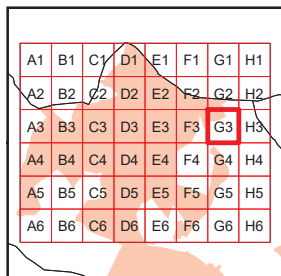 A1 B1 C1 D1 E1 F1 G1 H1
A2 B2 C2 D2 E2 F2 G2 H2
A3 B3 C3 D3 E3 F3 G3 H3
A4 B4 C4 D4 E4 F4 G4 H4
A5 B5 C5 D5 E5 F5 G5 H5
A6 B6 C6 D6 E6 F6 G6 H6